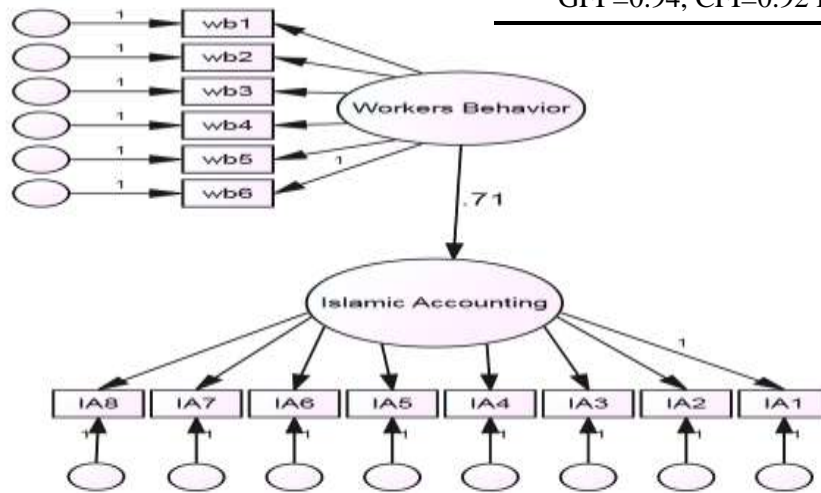 GFI =0.94, CFI=0.92
1 wb1
1 wb2
1 wb3
1 wb4
1 wb5
1 wb6
1
Workers Behavior
.71
Islamic Accounting
1
IA8 IA7 IA6 IA5 IA4 IA3 IA2 IA1
1 1 1 1 1 1 1 1